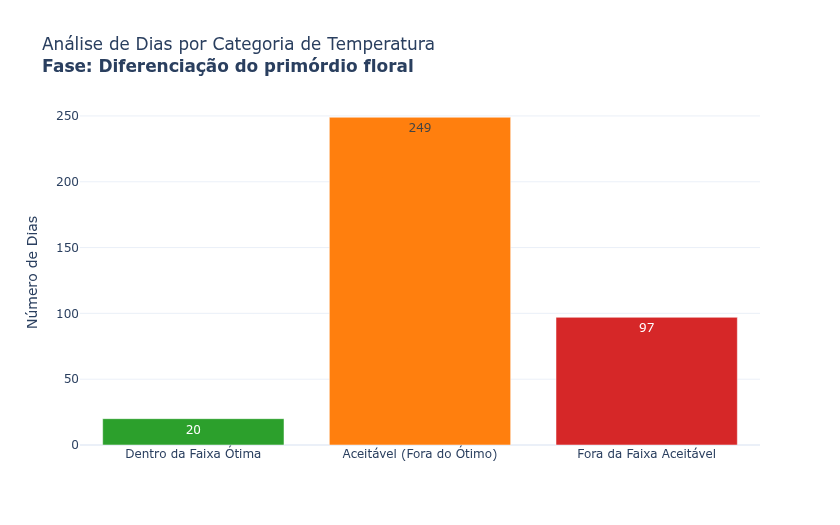 Análise de Dias por Categoria de Temperatura
Fase: Diferenciação do primórdio floral
Número de Dias
250
200
150
100
50
0
20
249
97
Dentro da Faixa Ótima
Aceitável (Fora do Ótimo)
Fora da Faixa Aceitável